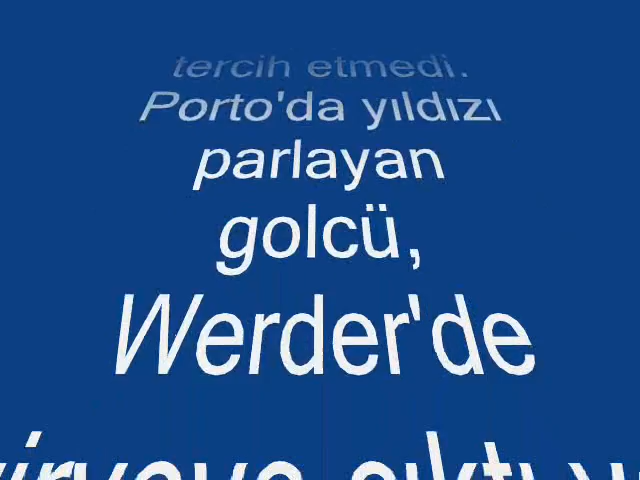 tercih etmedi.
Porto'da yıldızı
parlayan
golcü,
Werder'de